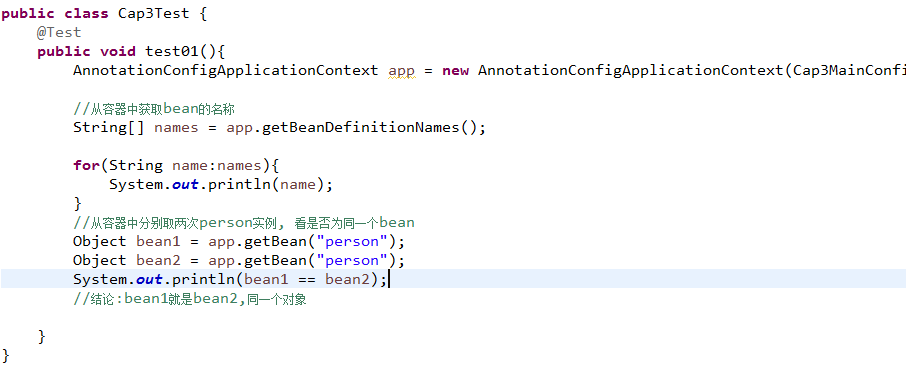 public class Cap3Test {
@Test
public void test01(){
AnnotationConfigApplicationContext app = new AnnotationConfigApplicationContext(Cap3MainConfi
//从容器中获取bean的名称
String[] names = app.getBeanDefinitionNames();
for(String name:names){
System.out.println(name);
}
//从容器中分别取两次person实例, 看是否为同一个bean
Object bean1 = app.getBean("person");
Object bean2 = app.getBean("person");
System.out.println(bean1 == bean2);
//结论:bean1就是bean2,同一个对象
}
}